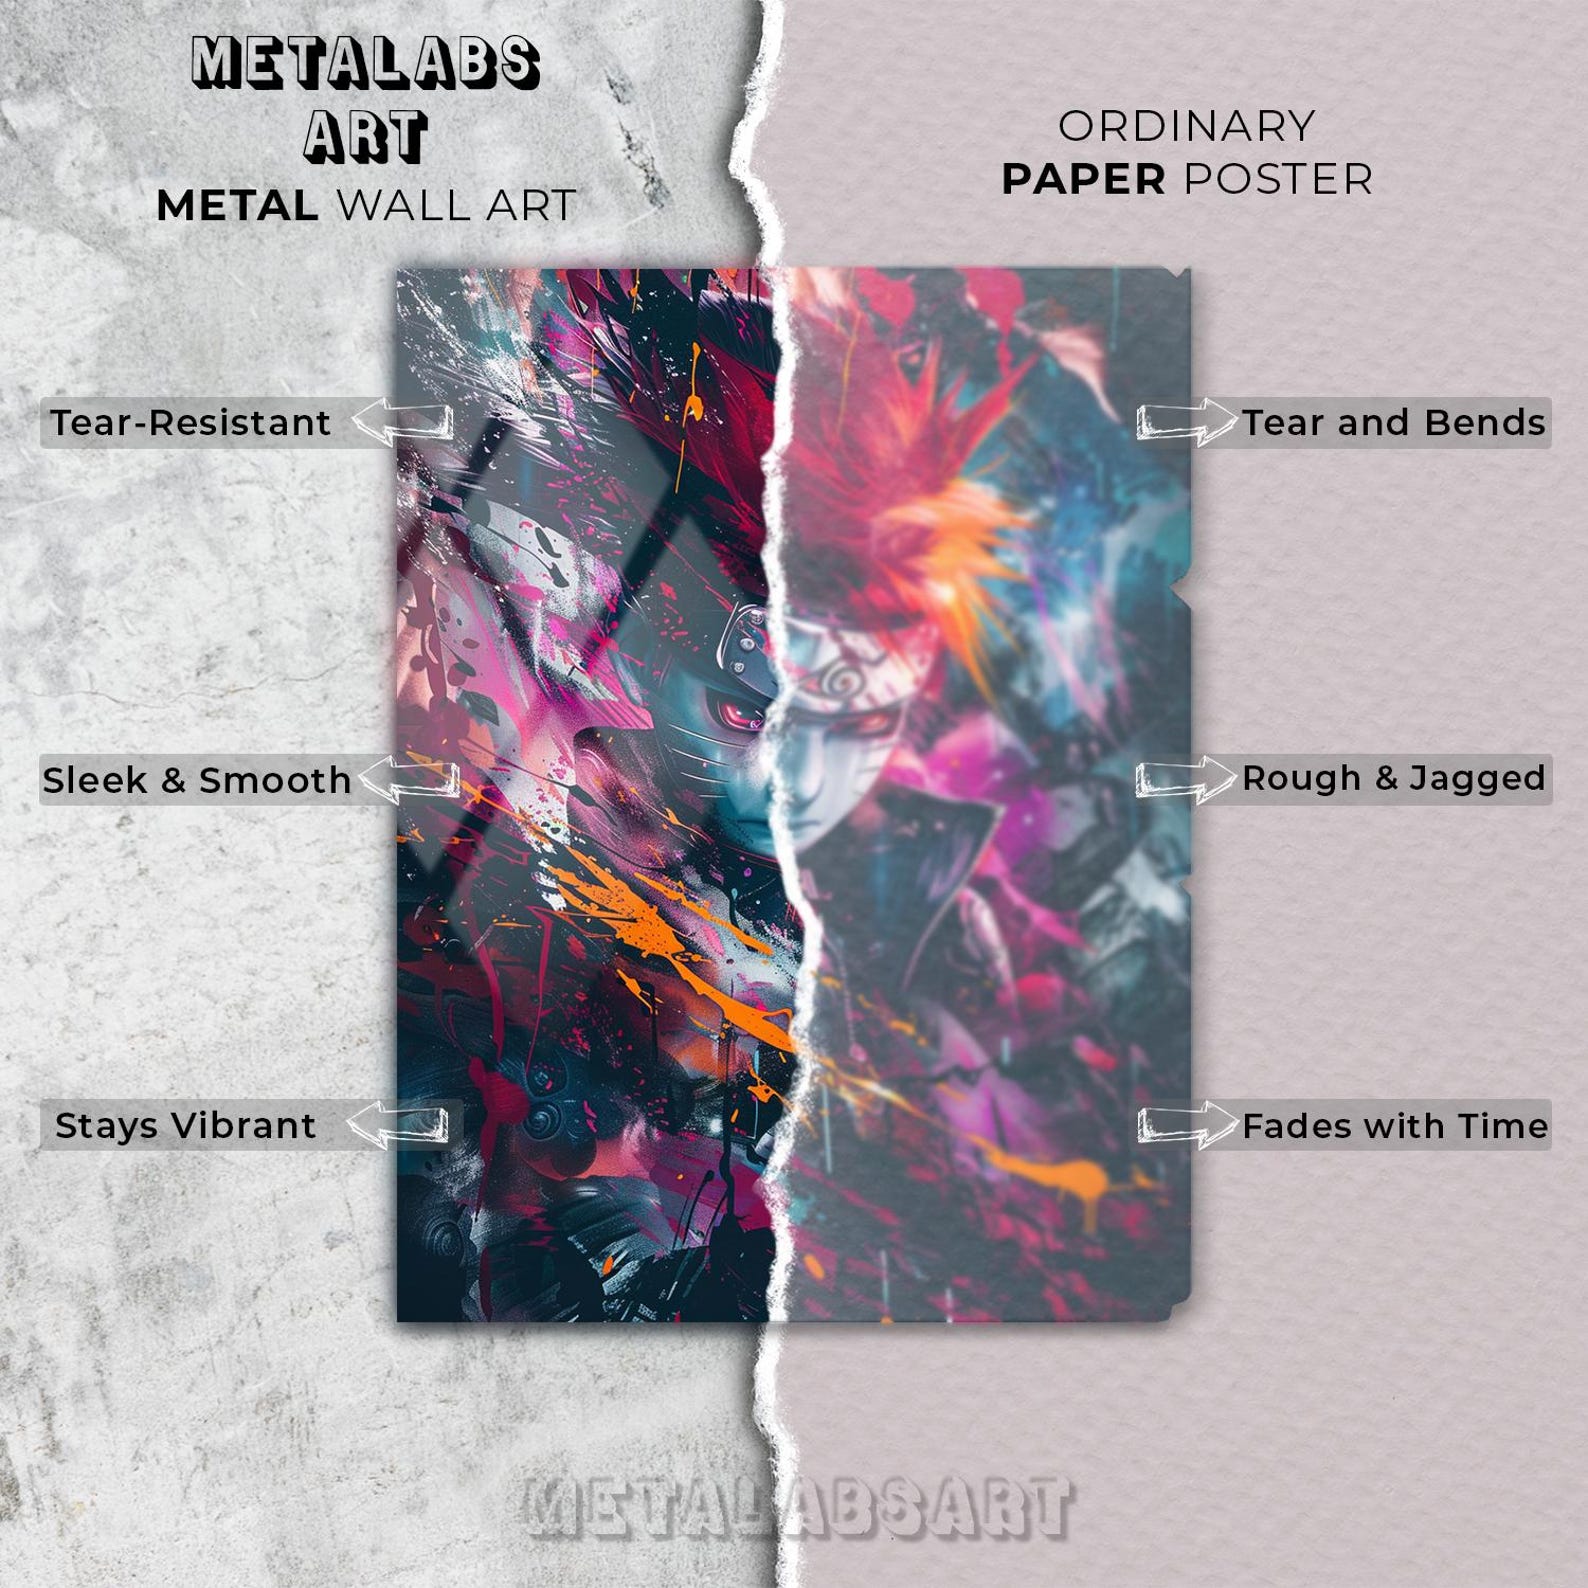 METALABS
ART
METAL WALL ART
ORDINARY
PAPER POSTER
Tear-Resistant
Tear and Bends
Sleek & Smooth
Rough & Jagged
Stays Vibrant
Fades with Time
METALABSART